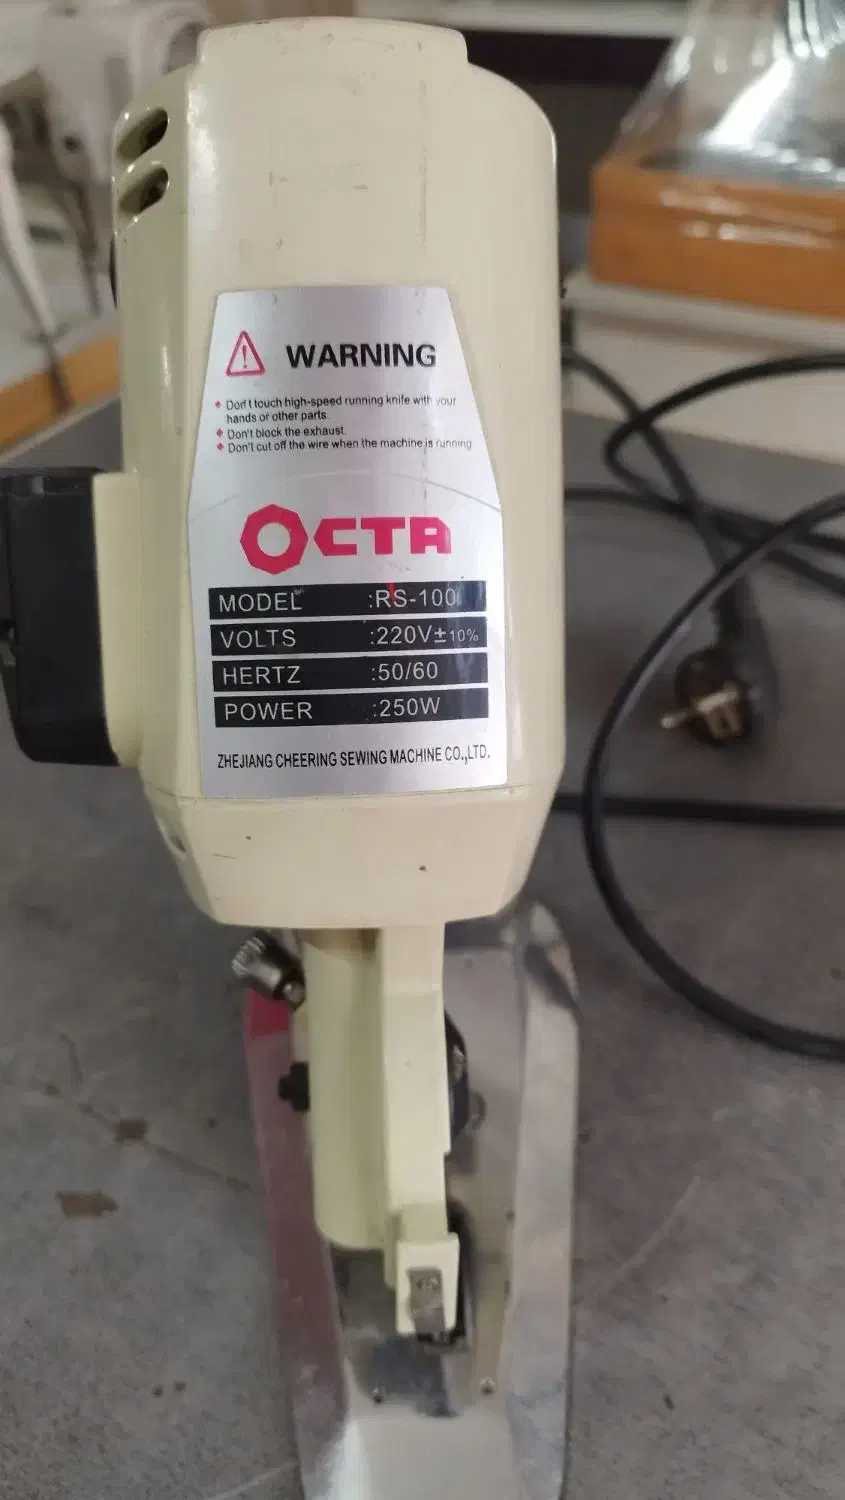 WARNING
Don't touch high-speed running knife with your
hands or other parts.
Don't block the exhaust.
Don't cut off the wire when the machine is running
OCTA
MODEL :RS-100
VOLTS :220V±10%
HERTZ :50/60
POWER :250W
ZHEJIANG CHEERING SEWING MACHINE CO.,LTD.